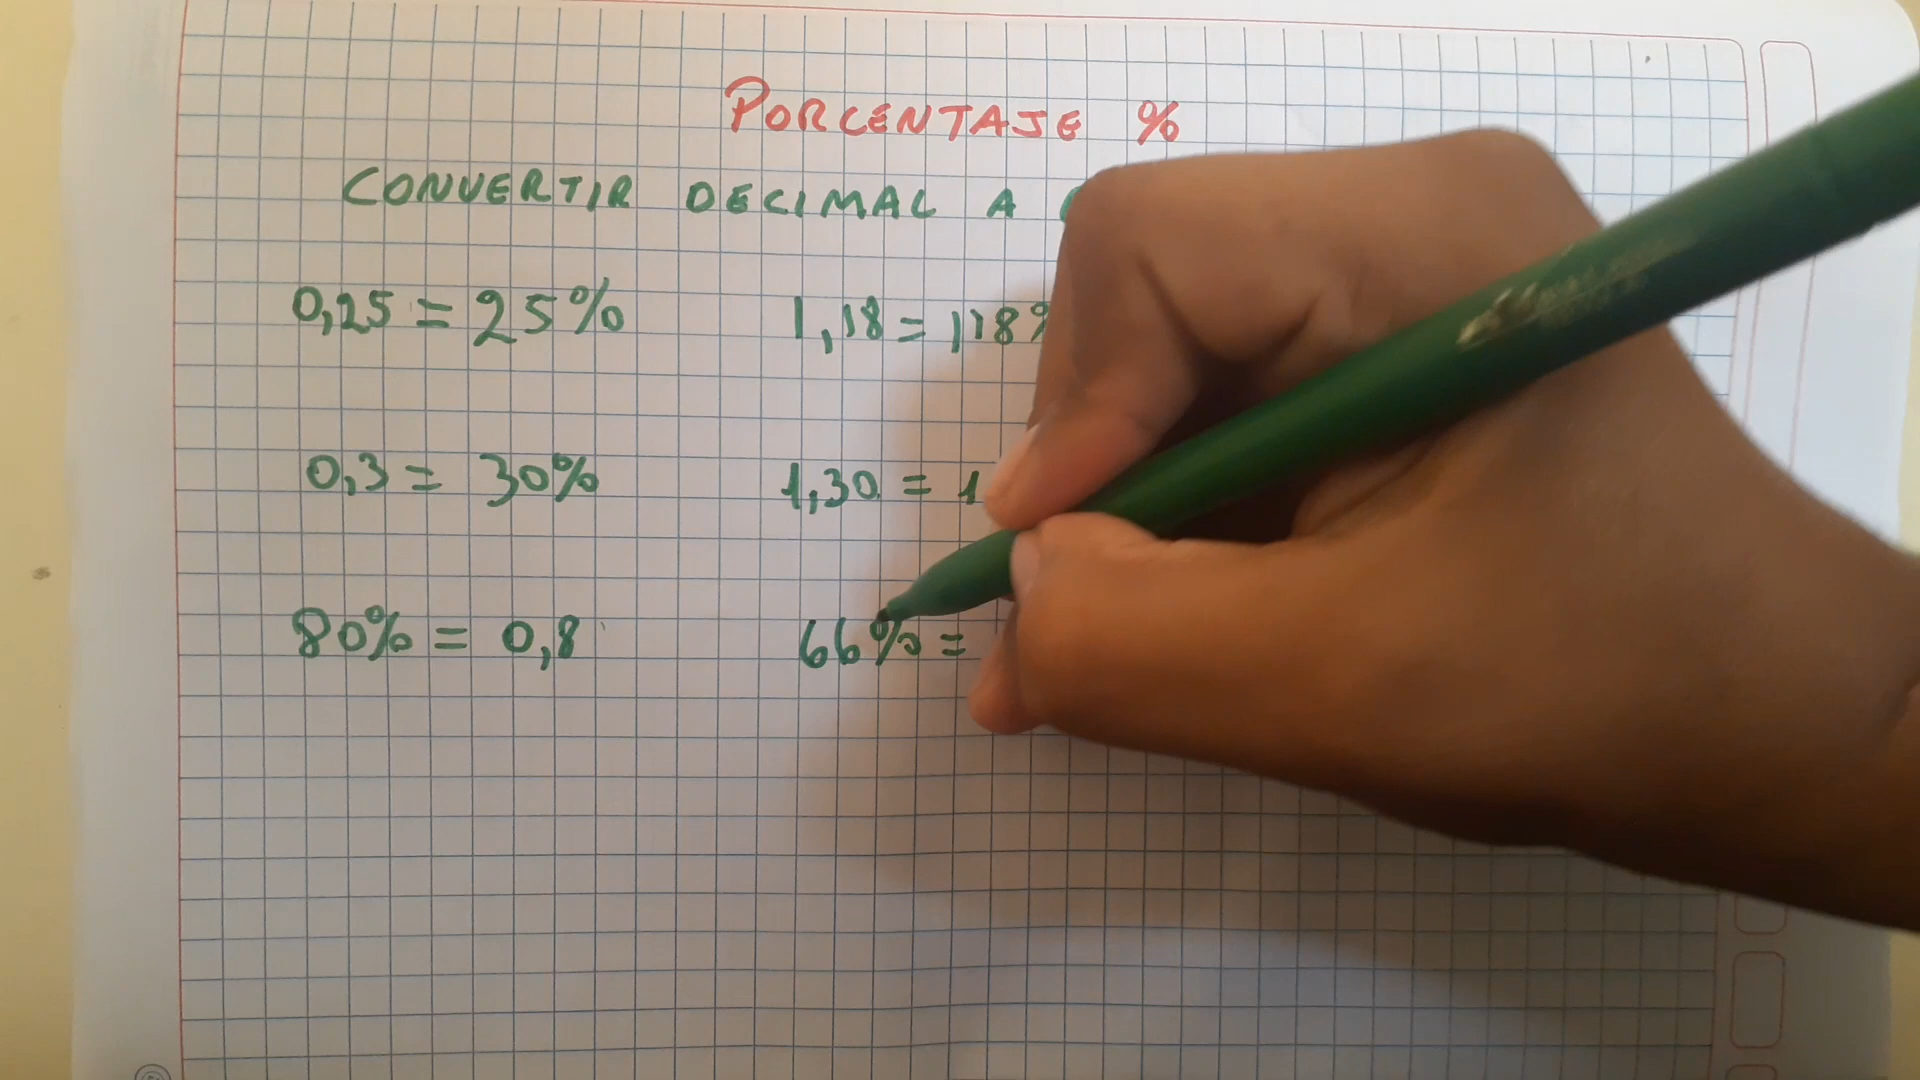 PORCENTAJE %
CONVERTIR DECIMAL A
0,25 = 25% 1,18 = 118%
0,3 = 30% 1,30 = 1
80% = 0,8 66% =